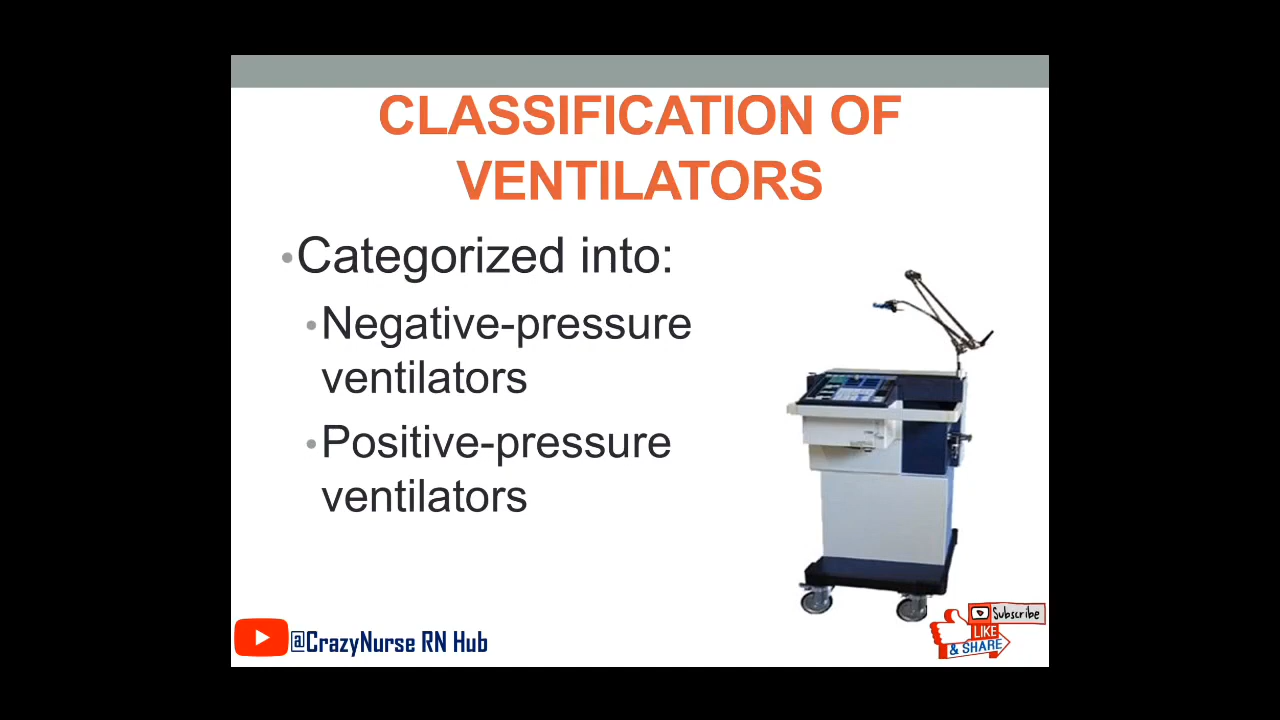 CLASSIFICATION OF
VENTILATORS
•Categorized into:
•Negative-pressure
ventilators
•Positive-pressure
ventilators
@CrazyNurse RN Hub
Subscribe
LIKE
& SHARE